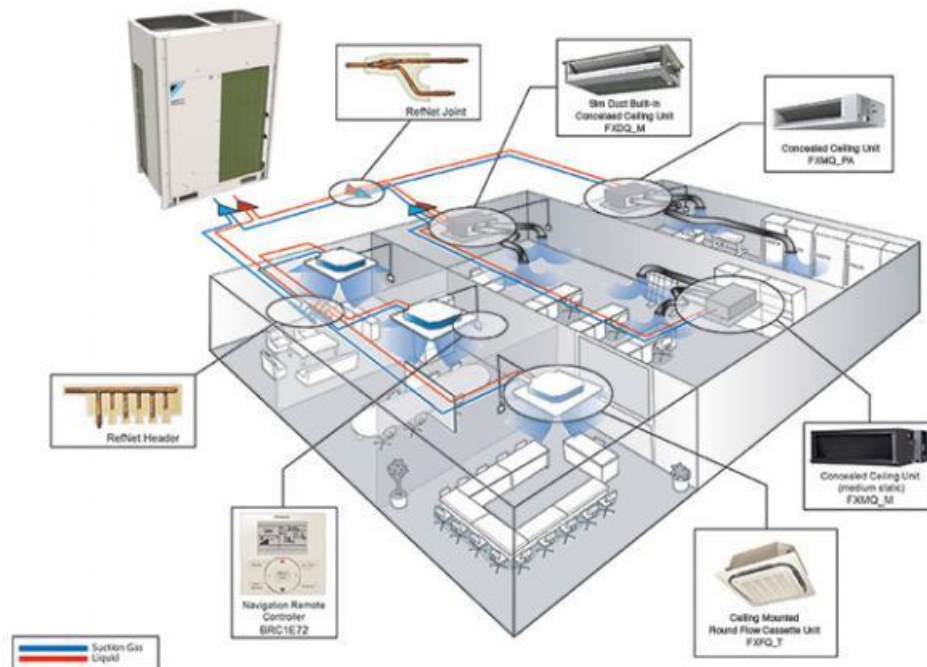 RefNet Joint
Slim Duct Built-in
Concealed Ceiling Unit
FXDQ_M
Concealed Ceiling Unit
FXMQ_PA
RefNet Header
Concealed Ceiling Unit
(medium static)
FXMQ_M
Navigation Remote
Controller
BRC1E72
Ceiling Mounted
Round Flow Cassette Unit
FXFQ_T
Suction Gas
Liquid